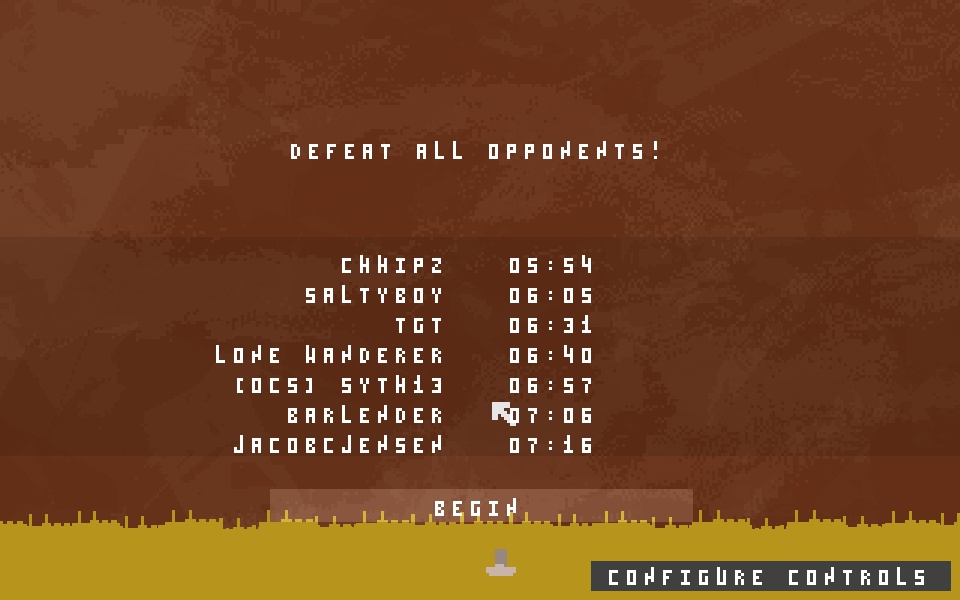 DEFEAT ALL OPPONENTS!
CHHIPZ 05:54
SALTYBOY 06:05
TGT 06:31
LONE WANDERER 06:40
[OCS] SYTH13 06:57
BARLENDER 07:06
JACOBCJENSEN 07:16
BEGIN
CONFIGURE CONTROLS